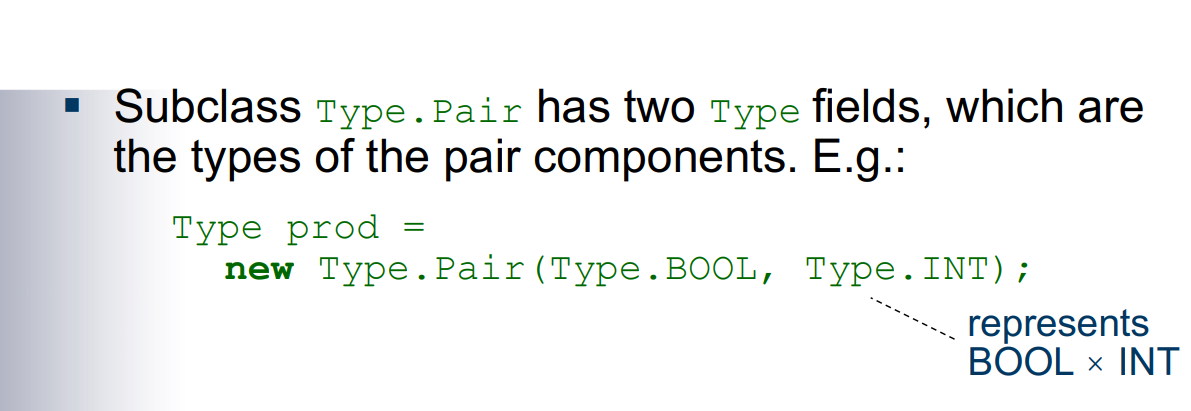 ▪ Subclass Type.Pair has two Type fields, which are
the types of the pair components. E.g.:
Type prod =
new Type.Pair(Type.BOOL, Type.INT);
represents
BOOL × INT